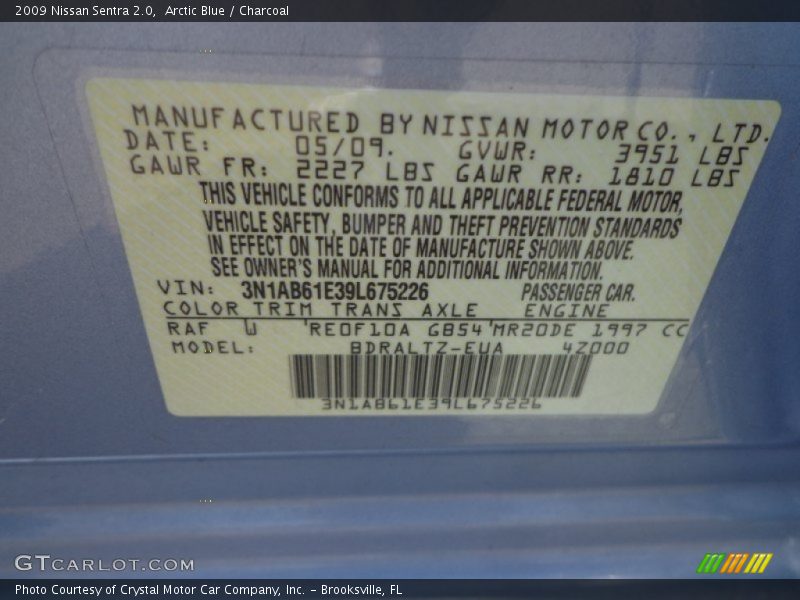 2009 Nissan Sentra 2.0, Arctic Blue / Charcoal
MANUFACTURED BY NISSAN MOTOR CO., LTD.
DATE: 05/09. GVWR: 3951 LBS
GAWR FR: 2227 LBS GAWR RR: 1810 LBS
THIS VEHICLE CONFORMS TO ALL APPLICABLE FEDERAL MOTOR
VEHICLE SAFETY, BUMPER AND THEFT PREVENTION STANDARDS
IN EFFECT ON THE DATE OF MANUFACTURE SHOWN ABOVE.
SEE OWNER'S MANUAL FOR ADDITIONAL INFORMATION.
VIN: 3N1AB61E39L675226 PASSENGER CAR.
COLOR TRIM TRANS AXLE ENGINE
RAF W 'RE0F10A GB54'MR20DE 1997 CC
MODEL: BDRALTZ-EUA 4Z000
3N1AB61E39L675226
GTCARLOT.COM
Photo Courtesy of Crystal Motor Car Company, Inc. – Brooksville, FL